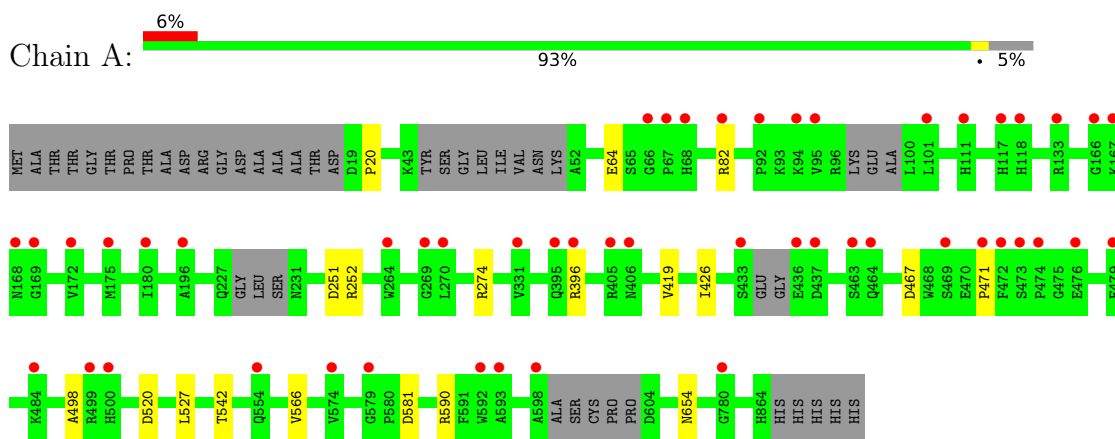 6%
Chain A:
93%
•
5%
MET ALA THR THR GLY THR PRO THR ALA ASP ARG GLY ASP ALA ALA ALA THR ASP D19 P20 K43 TYR SER GLY LEU ILE VAL ASN LYS A52 E64 S65 G66 P67 H68 R82 P92 K93 K94 V95 R96 LYS GLU ALA L100 L101 H111 H117 H118 R133 G166 K167
N168 G169 V172 M175 I180 A196 Q227 GLY LEU SER N231 D251 R252 W264 G269 L270 R274 V331 Q395 R396 R405 N406 V419 I426 S433 GLU GLY E436 D437 S463 Q464 D467 W468 S469 E470 P471 F472 S473 P474 G475 E476
K484 A498 R499 H500 D520 L527 T542 Q554 V566 V574 G579 P580 D581 R590 F591 W592 A593 A598 ALA SER CYS PRO PRO D604 N654 G780 H864 HIS HIS HIS HIS HIS